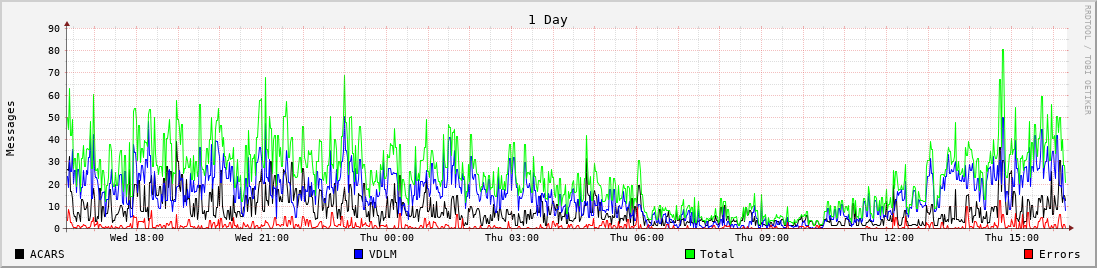 1 Day
RRDTOOL / TOBI OETIKER
Messages
90
80
70
60
50
40
30
20
10
0
Wed 18:00 Wed 21:00 Thu 00:00 Thu 03:00 Thu 06:00 Thu 09:00 Thu 12:00 Thu 15:00
ACARS VDLM Total Errors